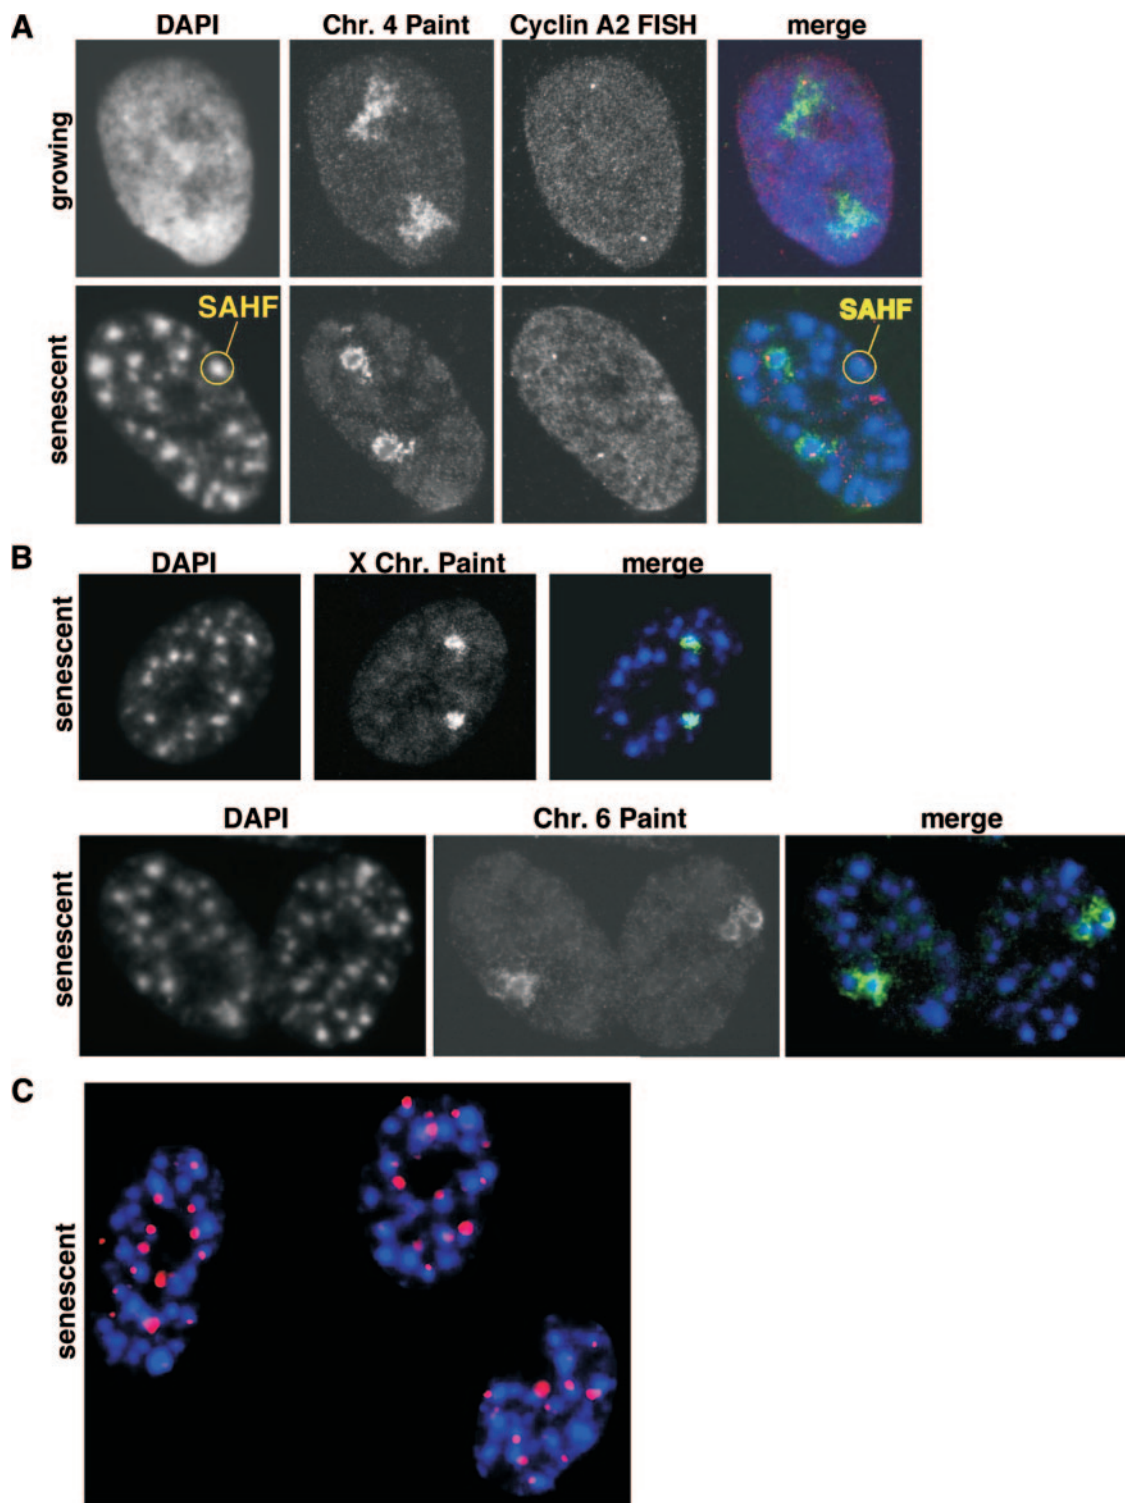 A
DAPI Chr. 4 Paint Cyclin A2 FISH merge
growing
SAHF SAHF
senescent
B
DAPI X Chr. Paint merge
senescent
DAPI Chr. 6 Paint merge
senescent
C
senescent